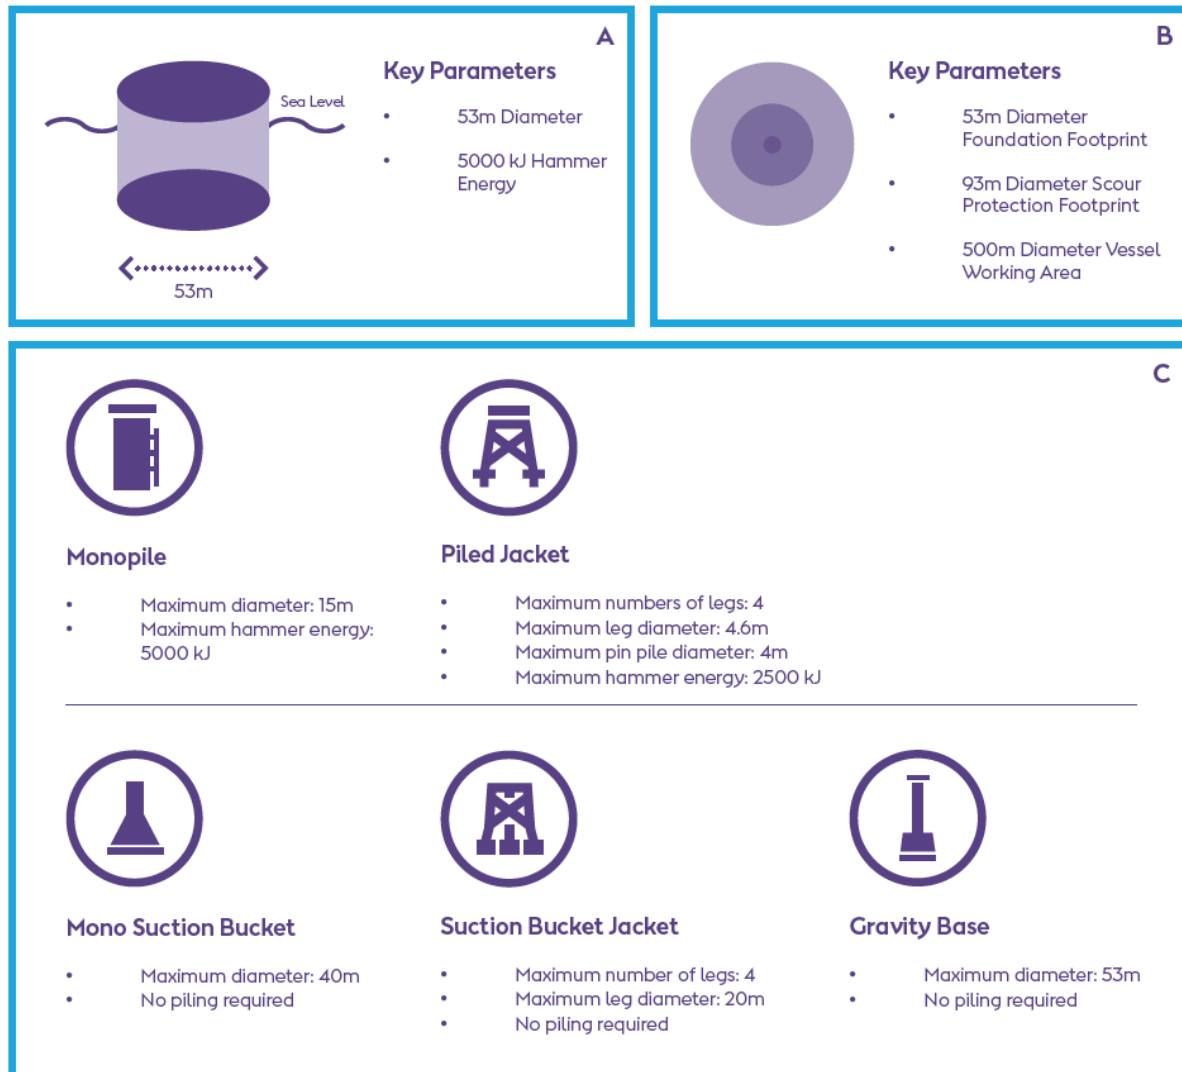 A
Key Parameters
Sea Level
• 53m Diameter
• 5000 kJ Hammer
Energy
53m
B
Key Parameters
• 53m Diameter
Foundation Footprint
• 93m Diameter Scour
Protection Footprint
• 500m Diameter Vessel
Working Area
C
Monopile
• Maximum diameter: 15m
• Maximum hammer energy:
5000 kJ
Piled Jacket
• Maximum numbers of legs: 4
• Maximum leg diameter: 4.6m
• Maximum pin pile diameter: 4m
• Maximum hammer energy: 2500 kJ
Mono Suction Bucket
• Maximum diameter: 40m
• No piling required
Suction Bucket Jacket
• Maximum number of legs: 4
• Maximum leg diameter: 20m
• No piling required
Gravity Base
• Maximum diameter: 53m
• No piling required